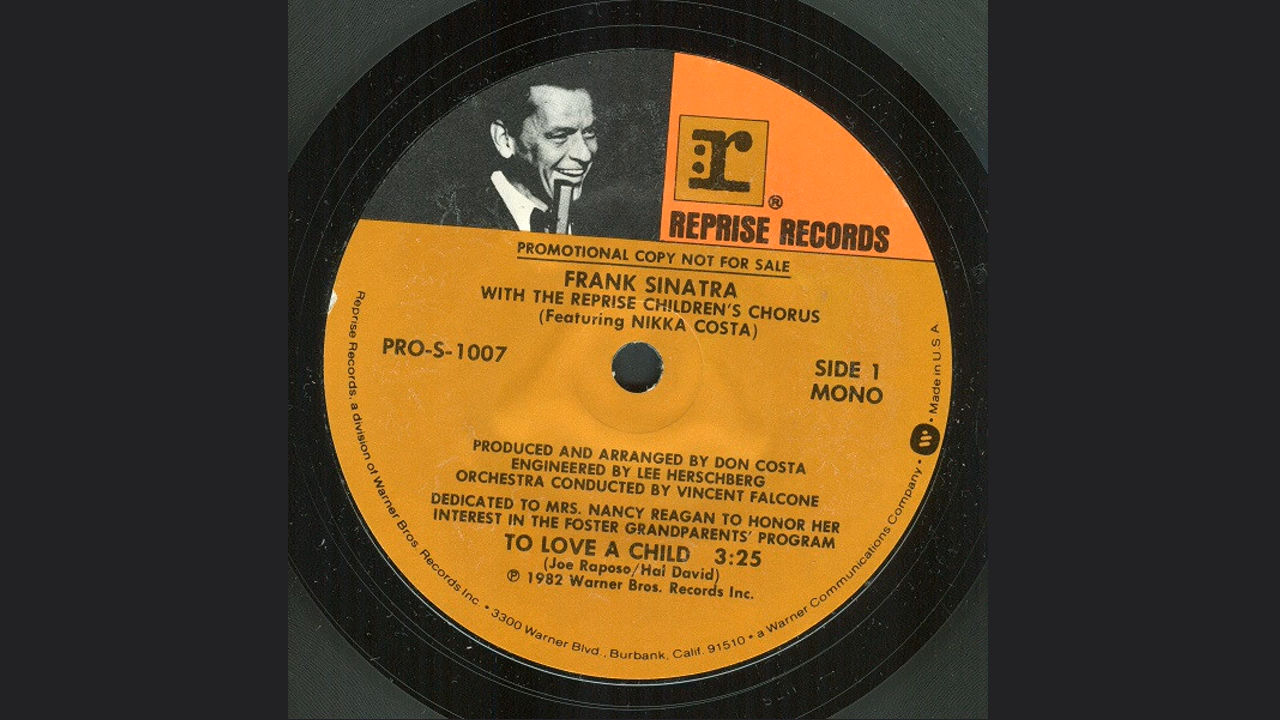 r
®
REPRISE RECORDS
PROMOTIONAL COPY NOT FOR SALE
FRANK SINATRA
WITH THE REPRISE CHILDREN'S CHORUS
(Featuring NIKKA COSTA)
PRO-S-1007
SIDE 1
MONO
PRODUCED AND ARRANGED BY DON COSTA
ENGINEERED BY LEE HERSCHBERG
ORCHESTRA CONDUCTED BY VINCENT FALCONE
DEDICATED TO MRS. NANCY REAGAN TO HONOR HER
INTEREST IN THE FOSTER GRANDPARENTS' PROGRAM
TO LOVE A CHILD 3:25
(Joe Raposo/Hal David)
℗ 1982 Warner Bros. Records Inc.
Reprise Records, a division of Warner Bros. Records Inc • 3300 Warner Blvd., Burbank, Calif. 91510 • a Warner Communications Company • Made in U.S.A